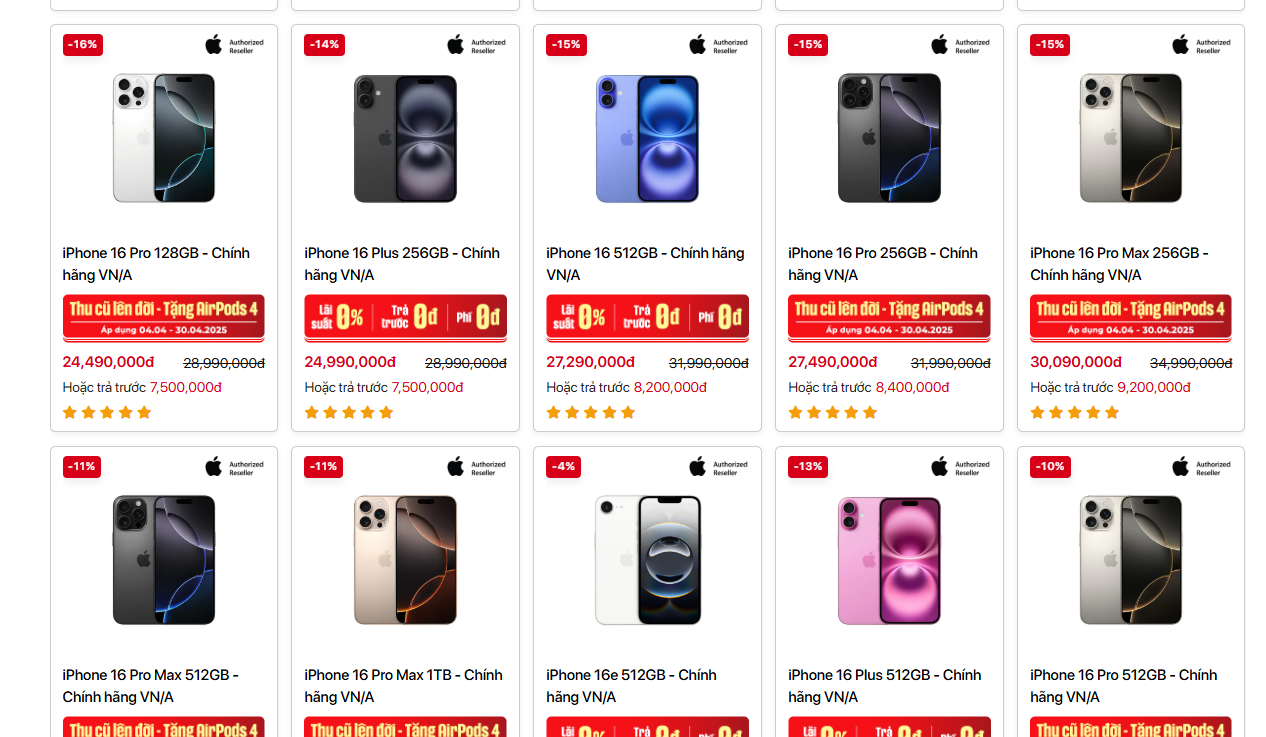 -16%
Authorized
Reseller
iPhone 16 Pro 128GB - Chính
hãng VN/A
Thu cũ lên đời - Tặng AirPods 4
Áp dụng 04.04 - 30.04.2025
24,490,000đ 28,990,000đ
Hoặc trả trước 7,500,000đ
-14%
Authorized
Reseller
iPhone 16 Plus 256GB - Chính
hãng VN/A
Lãi suất 0% Trả trước 0đ Phí 0đ
24,990,000đ 28,990,000đ
Hoặc trả trước 7,500,000đ
-15%
Authorized
Reseller
iPhone 16 512GB - Chính hãng
VN/A
Lãi suất 0% Trả trước 0đ Phí 0đ
27,290,000đ 31,990,000đ
Hoặc trả trước 8,200,000đ
-15%
Authorized
Reseller
iPhone 16 Pro 256GB - Chính
hãng VN/A
Thu cũ lên đời - Tặng AirPods 4
Áp dụng 04.04 - 30.04.2025
27,490,000đ 31,990,000đ
Hoặc trả trước 8,400,000đ
-15%
Authorized
Reseller
iPhone 16 Pro Max 256GB -
Chính hãng VN/A
Thu cũ lên đời - Tặng AirPods 4
Áp dụng 04.04 - 30.04.2025
30,090,000đ 34,990,000đ
Hoặc trả trước 9,200,000đ
-11%
Authorized
Reseller
iPhone 16 Pro Max 512GB -
Chính hãng VN/A
Thu cũ lên đời - Tặng AirPods 4
-11%
Authorized
Reseller
iPhone 16 Pro Max 1TB - Chính
hãng VN/A
Thu cũ lên đời - Tặng AirPods 4
-4%
Authorized
Reseller
iPhone 16e 512GB - Chính
hãng VN/A
Lãi 0% Trả 0đ Phí 0đ
-13%
Authorized
Reseller
iPhone 16 Plus 512GB - Chính
hãng VN/A
Lãi 0% Trả 0đ Phí 0đ
-10%
Authorized
Reseller
iPhone 16 Pro 512GB - Chính
hãng VN/A
Thu cũ lên đời - Tặng AirPods 4